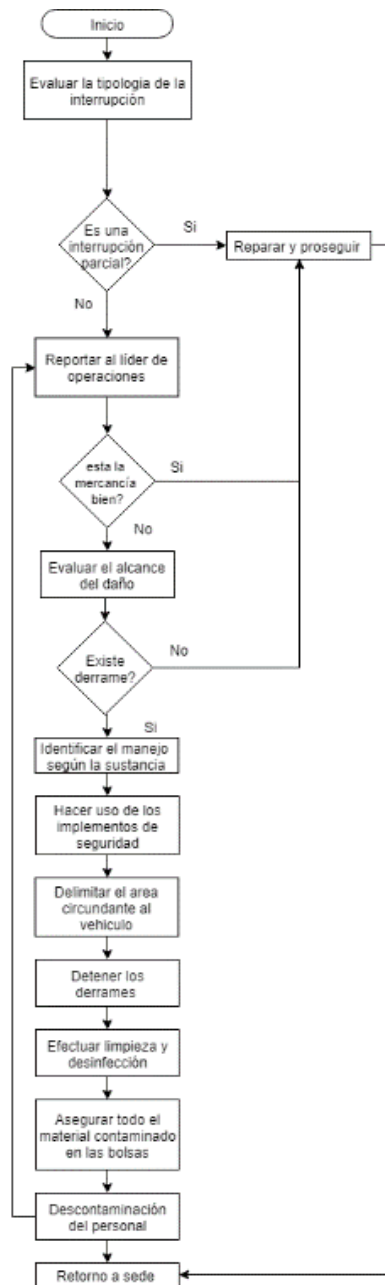 Inicio
Evaluar la tipologia de la
interrupción
Es una
interrupción
parcial?
Si
Reparar y proseguir
No
Reportar al líder de
operaciones
esta la
mercancía
bien?
Si
No
Evaluar el alcance
del daño
Existe
derrame?
No
Si
Identificar el manejo
según la sustancia
Hacer uso de los
implementos de
seguridad
Delimitar el area
circundante al
vehiculo
Detener los
derrames
Efectuar limpieza y
desinfección
Asegurar todo el
material contaminado
en las bolsas
Descontaminación
del personal
Retorno a sede